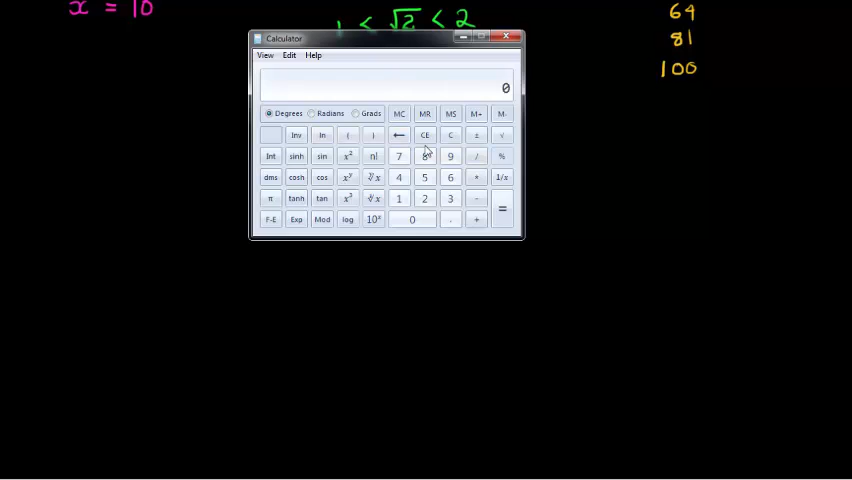 x = 10
1 < √2 < 2
64
81
100
Calculator
View Edit Help
0
Degrees Radians Grads MC MR MS M+ M-
Inv ln ( ) ← CE C ± √
Int sinh sin x² n! 7 8 9 / %
dms cosh cos xʸ ʸ√x 4 5 6 * 1/x
π tanh tan x³ ³√x 1 2 3 - =
F-E Exp Mod log 10ˣ 0 . +